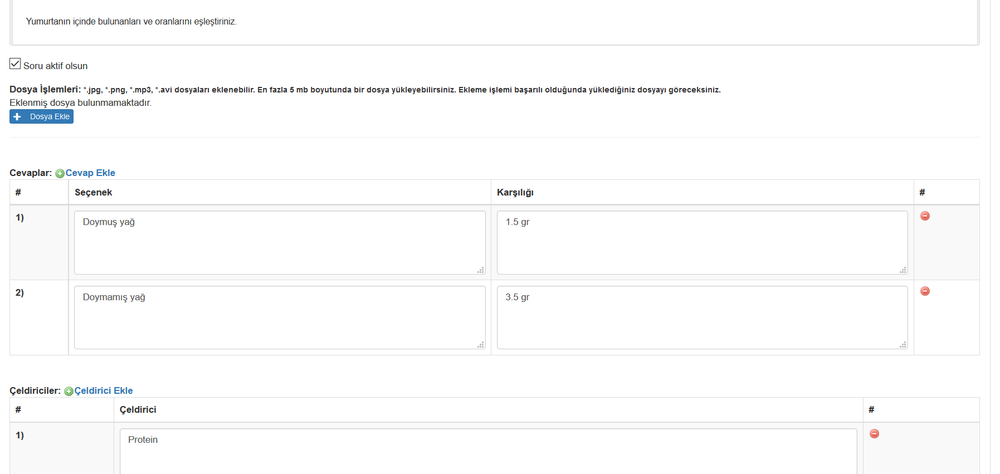 Yumurtanın içinde bulunanları ve oranlarını eşleştiriniz.
Soru aktif olsun
Dosya İşlemleri: *.jpg, *.png, *.mp3, *.avi dosyaları eklenebilir. En fazla 5 mb boyutunda bir dosya yükleyebilirsiniz. Ekleme işlemi başarılı olduğunda yüklediğiniz dosyayı göreceksiniz.
Eklenmiş dosya bulunmamaktadır.
Dosya Ekle
Cevaplar: Cevap Ekle
# Seçenek Karşılığı #
1) Doymuş yağ 1.5 gr
2) Doymamış yağ 3.5 gr
Çeldiriciler: Çeldirici Ekle
# Çeldirici #
1) Protein